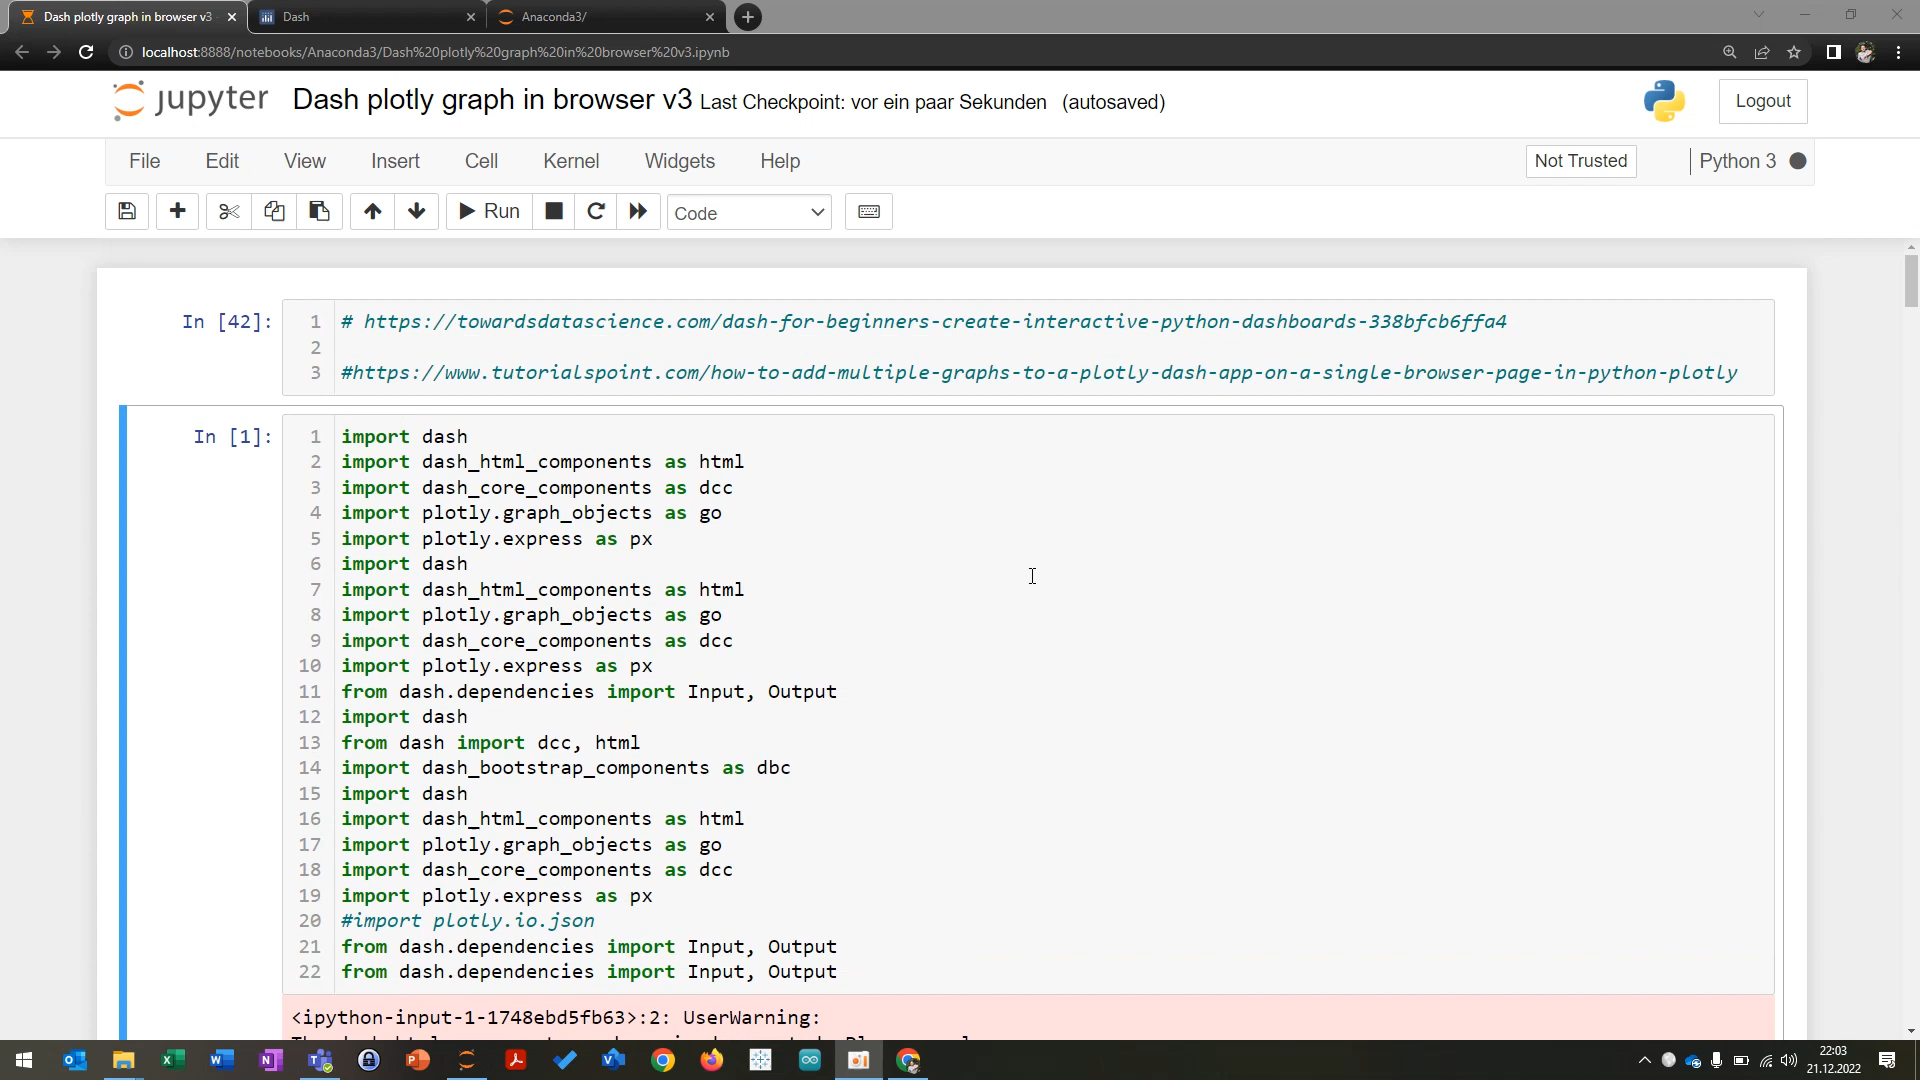 Dash plotly graph in browser v3
Dash
Anaconda3/
localhost:8888/notebooks/Anaconda3/Dash%20plotly%20graph%20in%20browser%20v3.ipynb
jupyter Dash plotly graph in browser v3 Last Checkpoint: vor ein paar Sekunden (autosaved)
Logout
File Edit View Insert Cell Kernel Widgets Help
Not Trusted
Python 3
Run
Code
In [42]:
1 # https://towardsdatascience.com/dash-for-beginners-create-interactive-python-dashboards-338bfcb6ffa4
2
3 #https://www.tutorialspoint.com/how-to-add-multiple-graphs-to-a-plotly-dash-app-on-a-single-browser-page-in-python-plotly
In [1]:
1 import dash
2 import dash_html_components as html
3 import dash_core_components as dcc
4 import plotly.graph_objects as go
5 import plotly.express as px
6 import dash
7 import dash_html_components as html
8 import plotly.graph_objects as go
9 import dash_core_components as dcc
10 import plotly.express as px
11 from dash.dependencies import Input, Output
12 import dash
13 from dash import dcc, html
14 import dash_bootstrap_components as dbc
15 import dash
16 import dash_html_components as html
17 import plotly.graph_objects as go
18 import dash_core_components as dcc
19 import plotly.express as px
20 #import plotly.io.json
21 from dash.dependencies import Input, Output
22 from dash.dependencies import Input, Output
<ipython-input-1-1748ebd5fb63>:2: UserWarning:
22:03
21.12.2022